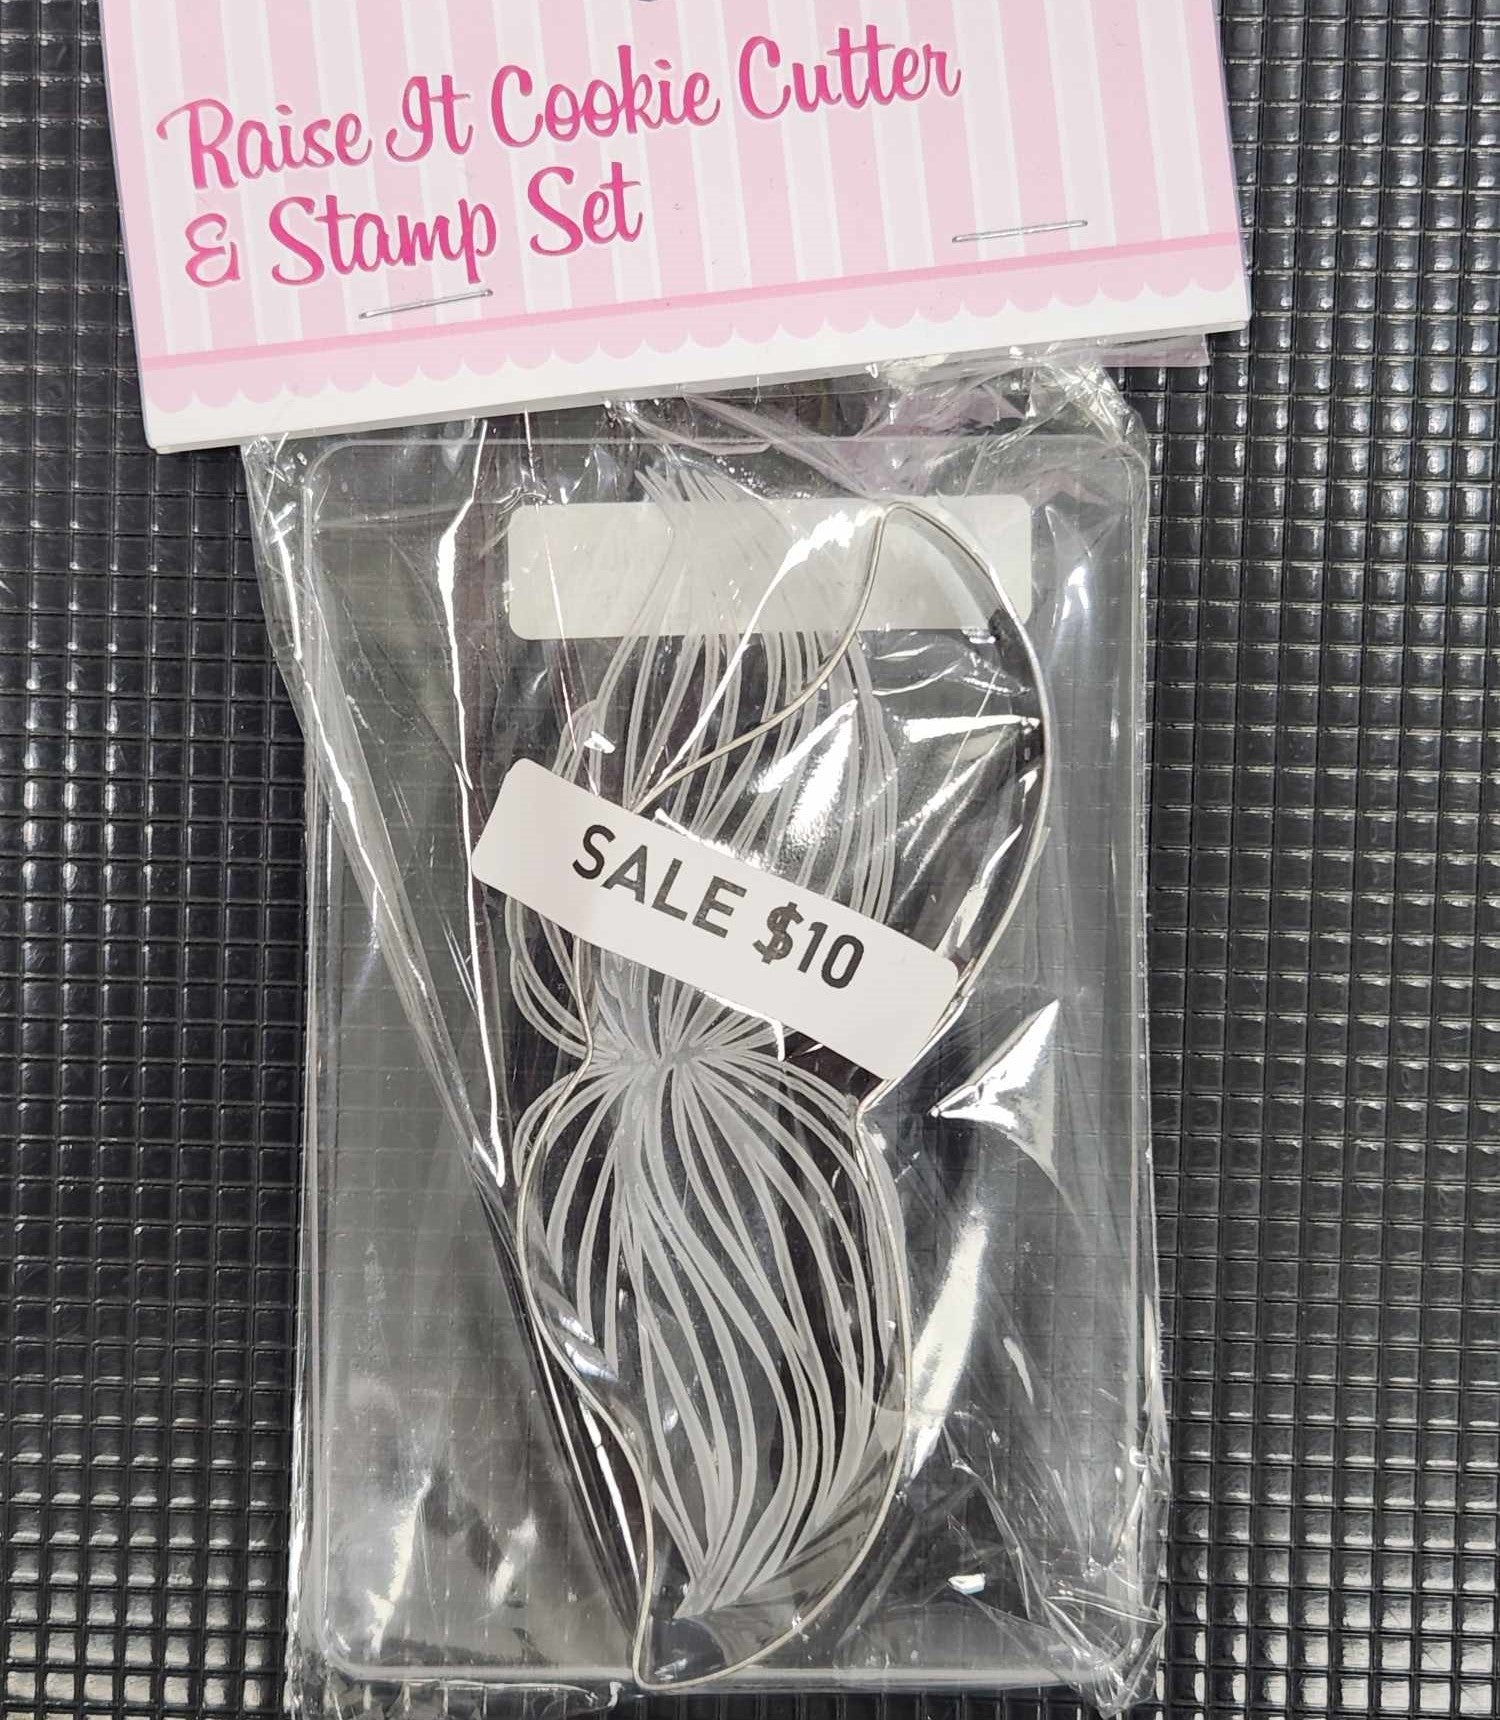 Raise It Cookie Cutter
& Stamp Set
SALE $10